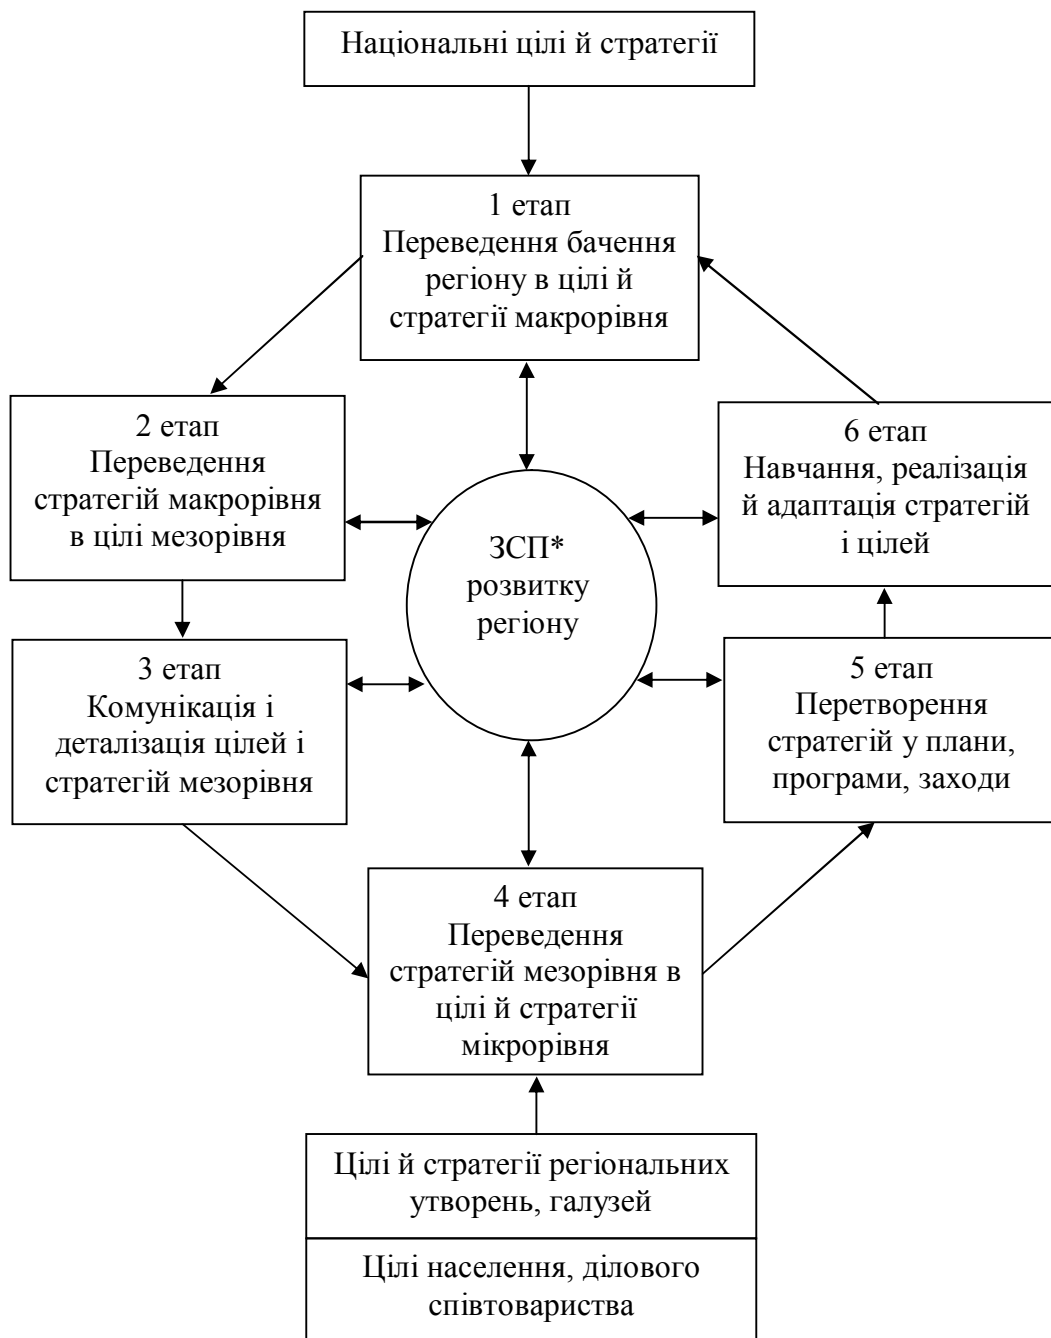 Національні цілі й стратегії
1 етап
Переведення бачення
регіону в цілі й
стратегії макрорівня
2 етап
Переведення
стратегій макрорівня
в цілі мезорівня
6 етап
Навчання, реалізація
й адаптація стратегій
і цілей
ЗСП*
розвитку
регіону
3 етап
Комунікація і
деталізація цілей і
стратегій мезорівня
5 етап
Перетворення
стратегій у плани,
програми, заходи
4 етап
Переведення
стратегій мезорівня в
цілі й стратегії
мікрорівня
Цілі й стратегії регіональних
утворень, галузей
Цілі населення, ділового
співтовариства